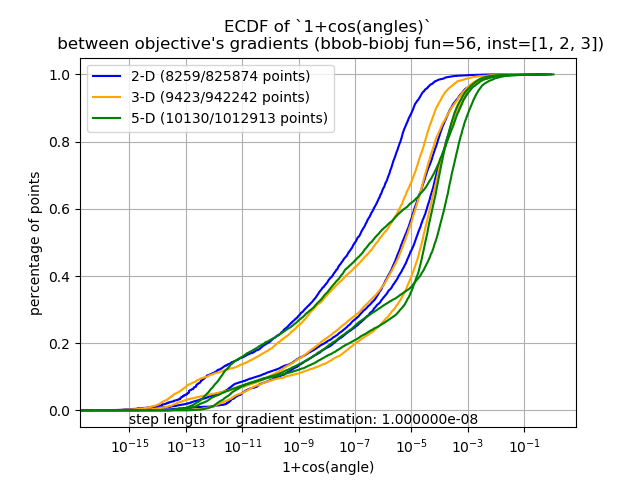 ECDF of `1+cos(angles)`
between objective's gradients (bbob-biobj fun=56, inst=[1, 2, 3])
percentage of points
1.0
0.8
0.6
0.4
0.2
0.0
2-D (8259/825874 points)
3-D (9423/942242 points)
5-D (10130/1012913 points)
step length for gradient estimation: 1.000000e-08
10⁻¹⁵ 10⁻¹³ 10⁻¹¹ 10⁻⁹ 10⁻⁷ 10⁻⁵ 10⁻³ 10⁻¹
1+cos(angle)